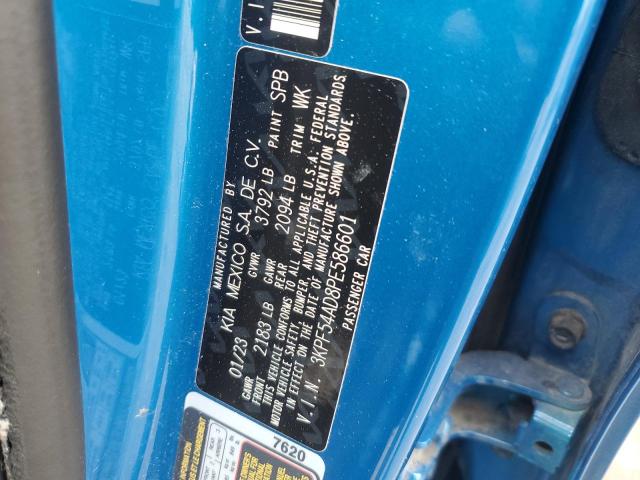 V.I
MANUFACTURED BY
KIA MEXICO S.A. DE C.V.
01/23 GVWR 3792 LB PAINT SPB
GAWR FRONT 2183 LB GAWR REAR 2094 LB TRIM WK
THIS VEHICLE CONFORMS TO ALL APPLICABLE U.S.A. FEDERAL
MOTOR VEHICLE SAFETY, BUMPER, AND THEFT PREVENTION STANDARDS
IN EFFECT ON THE DATE OF MANUFACTURE SHOWN ABOVE.
V.I.N. 3KPF54AD8PE586601
PASSENGER CAR
7620